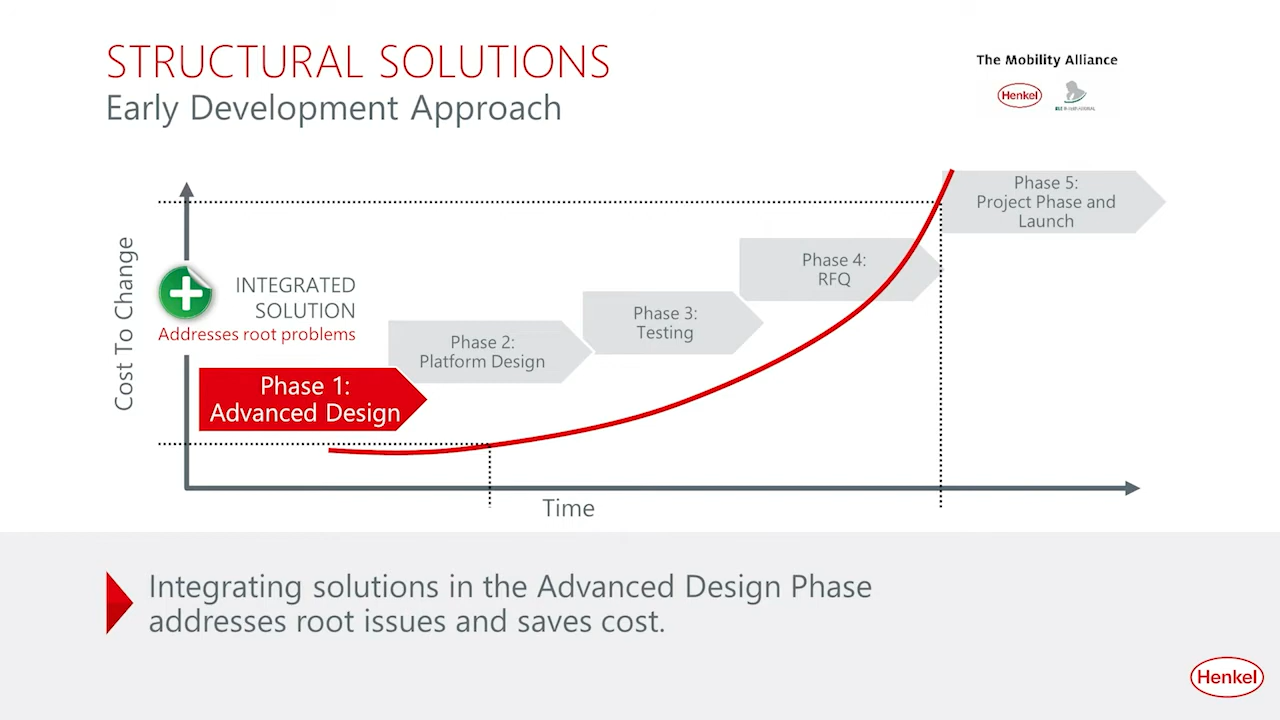 STRUCTURAL SOLUTIONS
Early Development Approach
The Mobility Alliance
Henkel
Phase 5:
Project Phase and
Launch
Phase 4:
RFQ
INTEGRATED
SOLUTION
Addresses root problems
Phase 3:
Testing
Phase 2:
Platform Design
Phase 1:
Advanced Design
Cost To Change
Time
Integrating solutions in the Advanced Design Phase
addresses root issues and saves cost.
Henkel